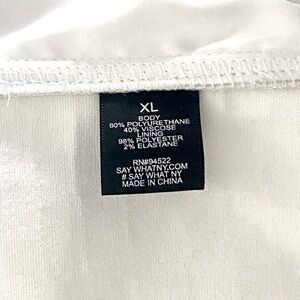 XL
BODY
60% POLYURETHANE
40% VISCOSE
LINING
98% POLYESTER
2% ELASTANE
RN#94522
SAY WHATNY.COM
# SAY WHAT NY
MADE IN CHINA